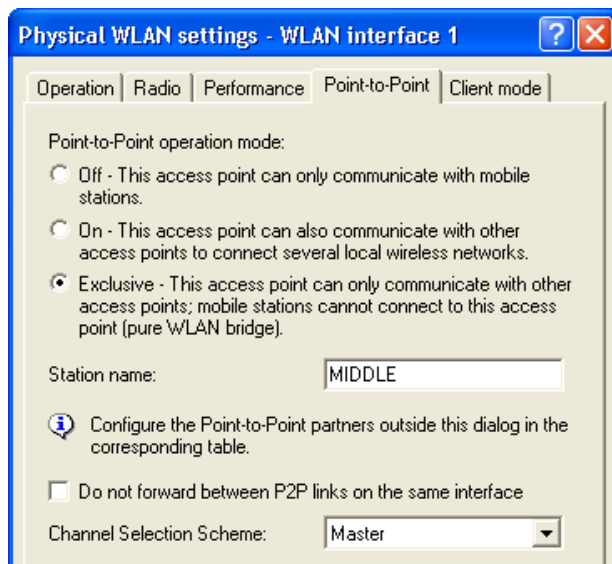 Physical WLAN settings - WLAN interface 1
Operation Radio Performance Point-to-Point Client mode
Point-to-Point operation mode:
Off - This access point can only communicate with mobile
stations.
On - This access point can also communicate with other
access points to connect several local wireless networks.
Exclusive - This access point can only communicate with other
access points; mobile stations cannot connect to this access
point (pure WLAN bridge).
Station name: MIDDLE
Configure the Point-to-Point partners outside this dialog in the
corresponding table.
Do not forward between P2P links on the same interface
Channel Selection Scheme: Master